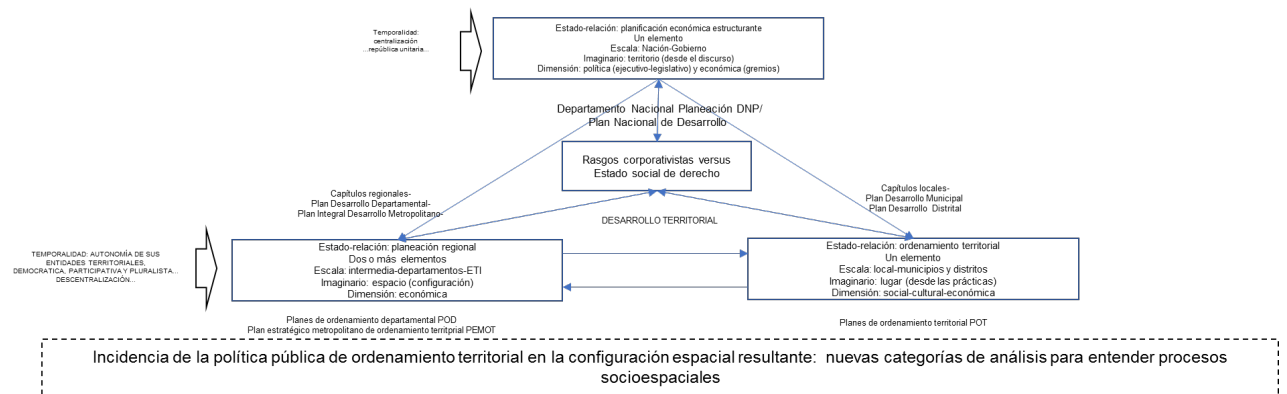 Temporalidad:
centralización
...república unitaria...
Estado-relación: planificación económica estructurante
Un elemento
Escala: Nación-Gobierno
Imaginario: territorio (desde el discurso)
Dimensión: política (ejecutivo-legislativo) y económica (gremios)
Departamento Nacional Planeación DNP/
Plan Nacional de Desarrollo
Rasgos corporativistas versus
Estado social de derecho
Capítulos regionales-
Plan Desarrollo Departamental-
Plan Integral Desarrollo Metropolitano-
Capítulos locales-
Plan Desarrollo Municipal
Plan Desarrollo Distrital
DESARROLLO TERRITORIAL
TEMPORALIDAD: AUTONOMÍA DE SUS
ENTIDADES TERRITORIALES,
DEMOCRATICA, PARTICIPATIVA Y PLURALISTA...
DESCENTRALIZACIÓN...
Estado-relación: planeación regional
Dos o más elementos
Escala: intermedia-departamentos-ETI
Imaginario: espacio (configuración)
Dimensión: económica
Estado-relación: ordenamiento territorial
Un elemento
Escala: local-municipios y distritos
Imaginario: lugar (desde las prácticas)
Dimensión: social-cultural-económica
Planes de ordenamiento departamental POD
Plan estratégico metropolitano de ordenamiento territprial PEMOT
Planes de ordenamiento territorial POT
Incidencia de la política pública de ordenamiento territorial en la configuración espacial resultante: nuevas categorías de análisis para entender procesos
socioespaciales